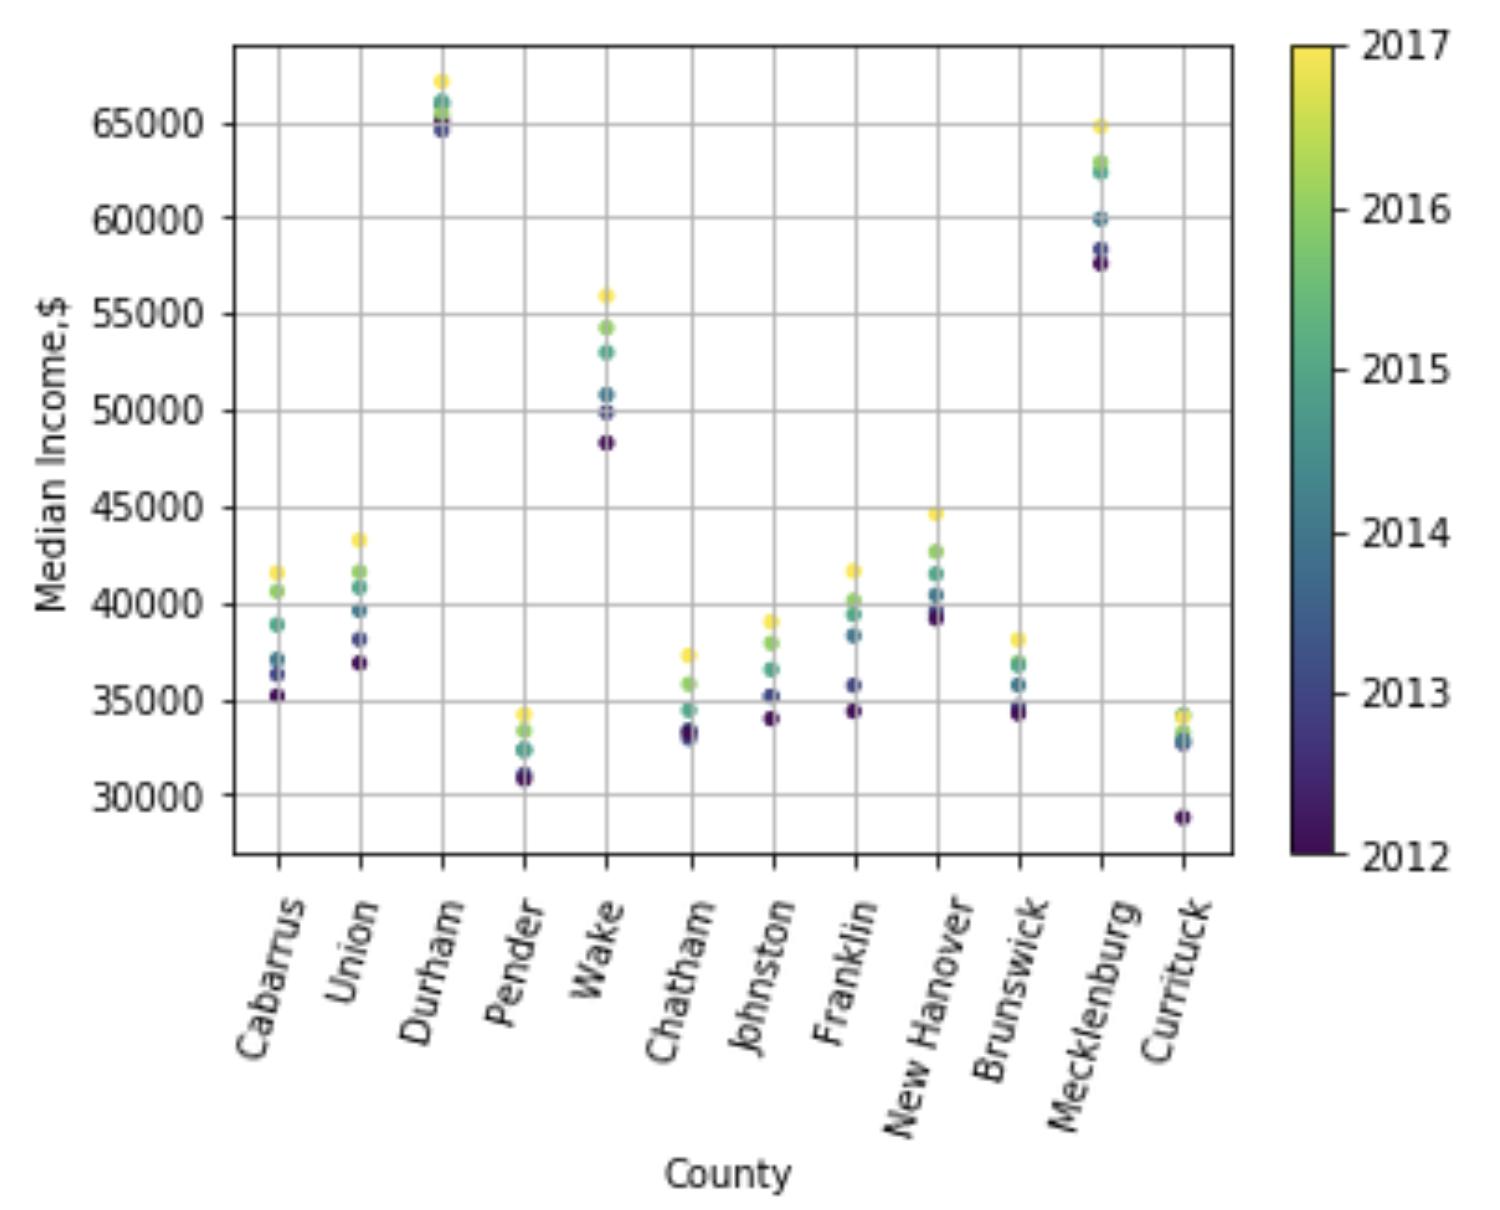 Median Income,$
65000
60000
55000
50000
45000
40000
35000
30000
Cabarrus
Union
Durham
Pender
Wake
Chatham
Johnston
Franklin
New Hanover
Brunswick
Mecklenburg
Currituck
County
2017
2016
2015
2014
2013
2012